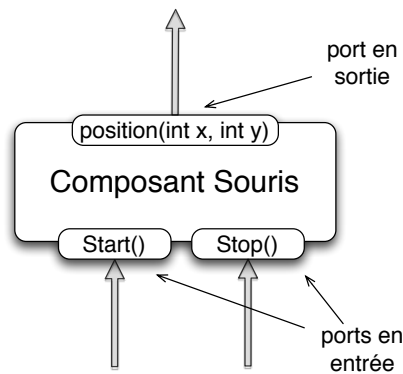 port en
sortie
position(int x, int y)
Composant Souris
Start()
Stop()
ports en
entrée